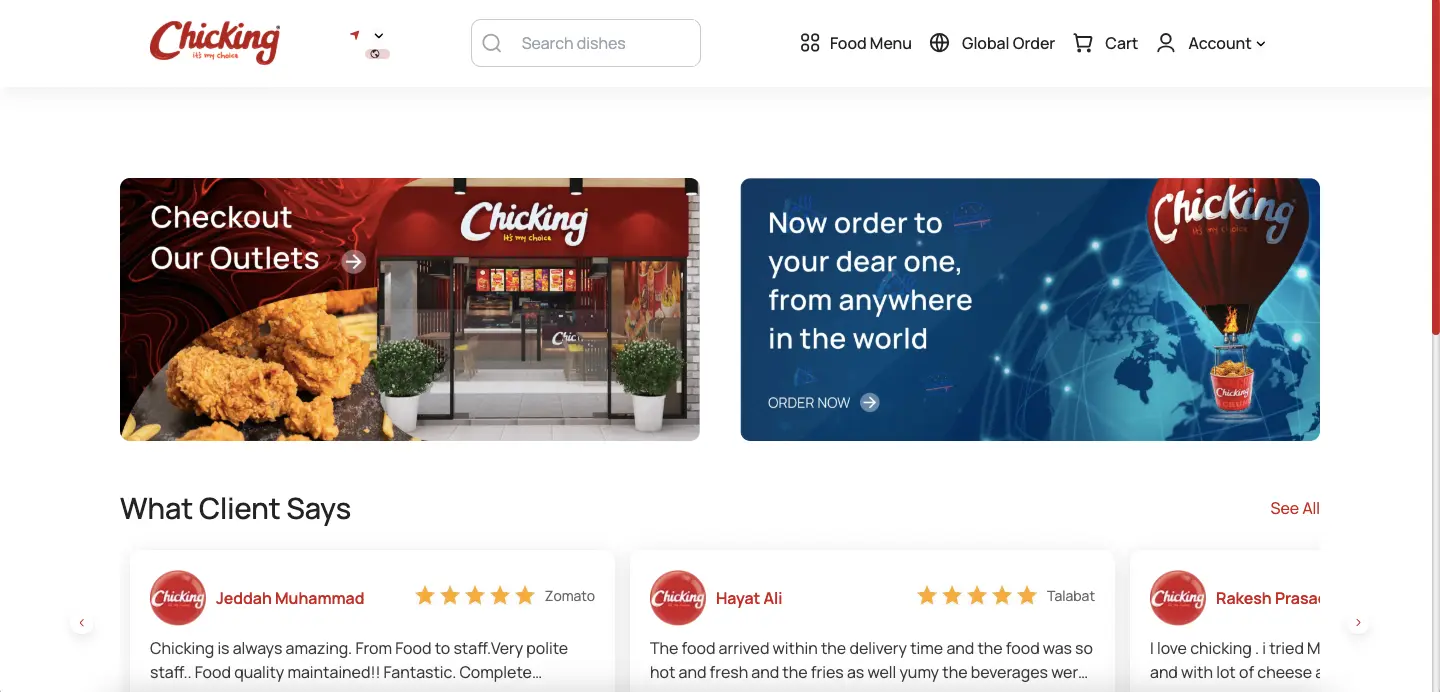 Chicking
it's my choice
Search dishes
Food Menu
Global Order
Cart
Account
Checkout
Our Outlets
Chicking
it's my choice
Chic
Now order to
your dear one,
from anywhere
in the world
ORDER NOW
Chicking
it's my choice
Chicking
What Client Says
See All
Chicking
Jeddah Muhammad
Zomato
Chicking is always amazing. From Food to staff.Very polite
staff.. Food quality maintained!! Fantastic. Complete...
Chicking
Hayat Ali
Talabat
The food arrived within the delivery time and the food was so
hot and fresh and the fries as well yumy the beverages wer...
Chicking
Rakesh Prasa
I love chicking . i tried M
and with lot of cheese a